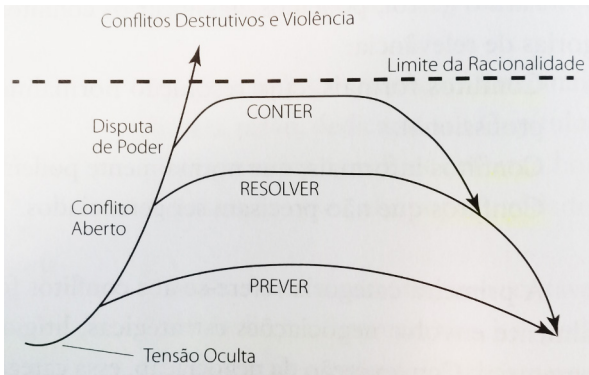 Conflitos Destrutivos e Violência
Limite da Racionalidade
CONTER
Disputa
de Poder
RESOLVER
Conflito
Aberto
PREVER
Tensão Oculta